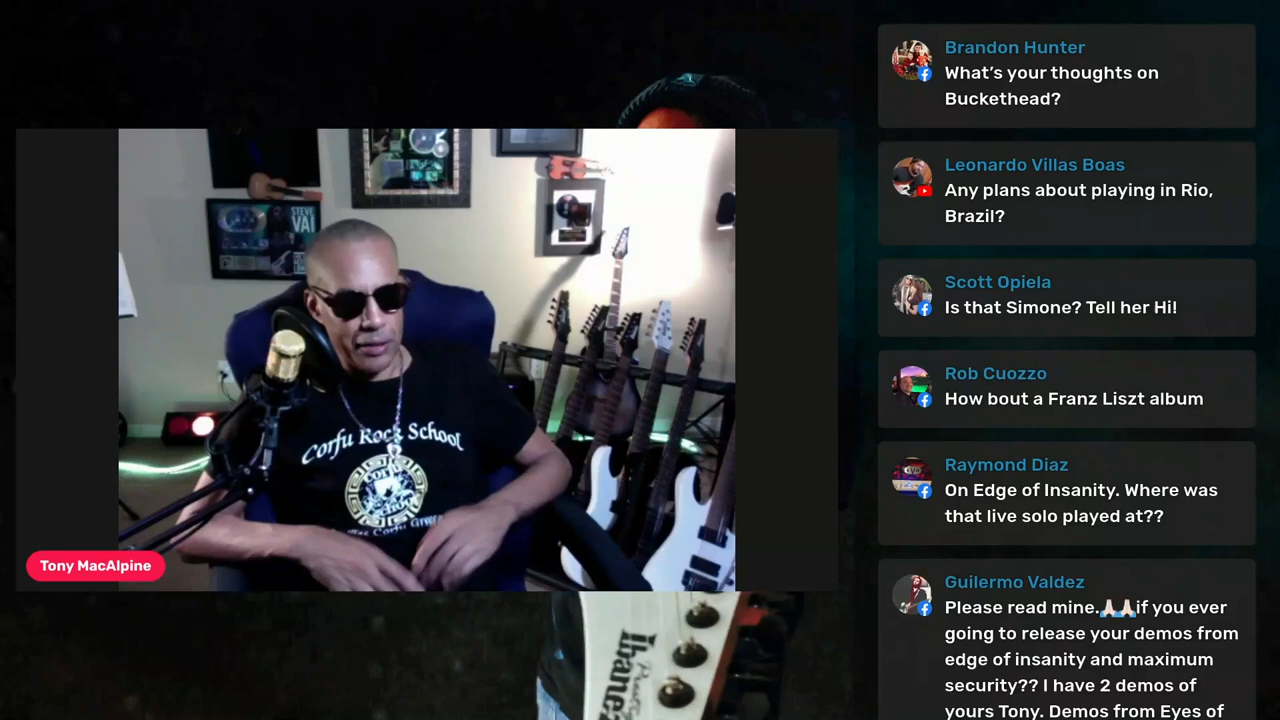 Brandon Hunter
What's your thoughts on
Buckethead?
Leonardo Villas Boas
Any plans about playing in Rio,
Brazil?
Scott Opiela
Is that Simone? Tell her Hi!
Rob Cuozzo
How bout a Franz Liszt album
Raymond Diaz
On Edge of Insanity. Where was
that live solo played at??
Guilermo Valdez
Please read mine.🙏🏻🙏🏻if you ever
going to release your demos from
edge of insanity and maximum
security?? I have 2 demos of
yours Tony. Demos from Eyes of
STEVE
VAI
Corfu Rock School
Tony MacAlpine
Ibanez
Prestige